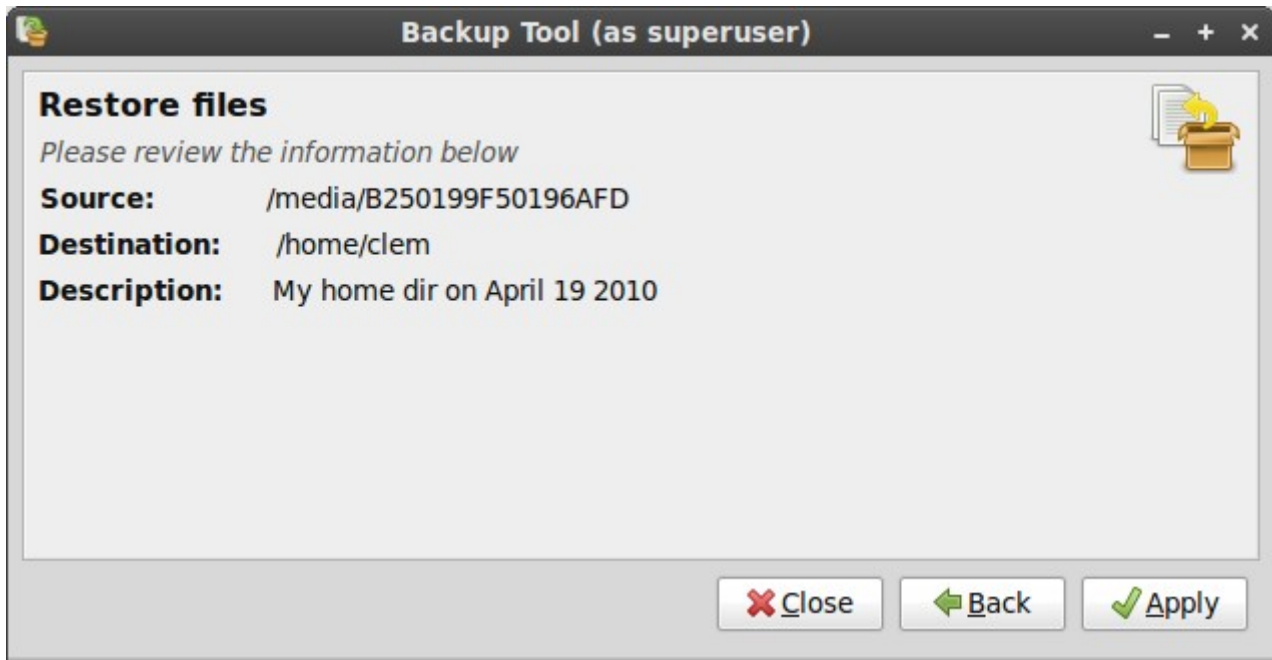 Backup Tool (as superuser)
Restore files
Please review the information below
Source: /media/B250199F50196AFD
Destination: /home/clem
Description: My home dir on April 19 2010
Close Back Apply